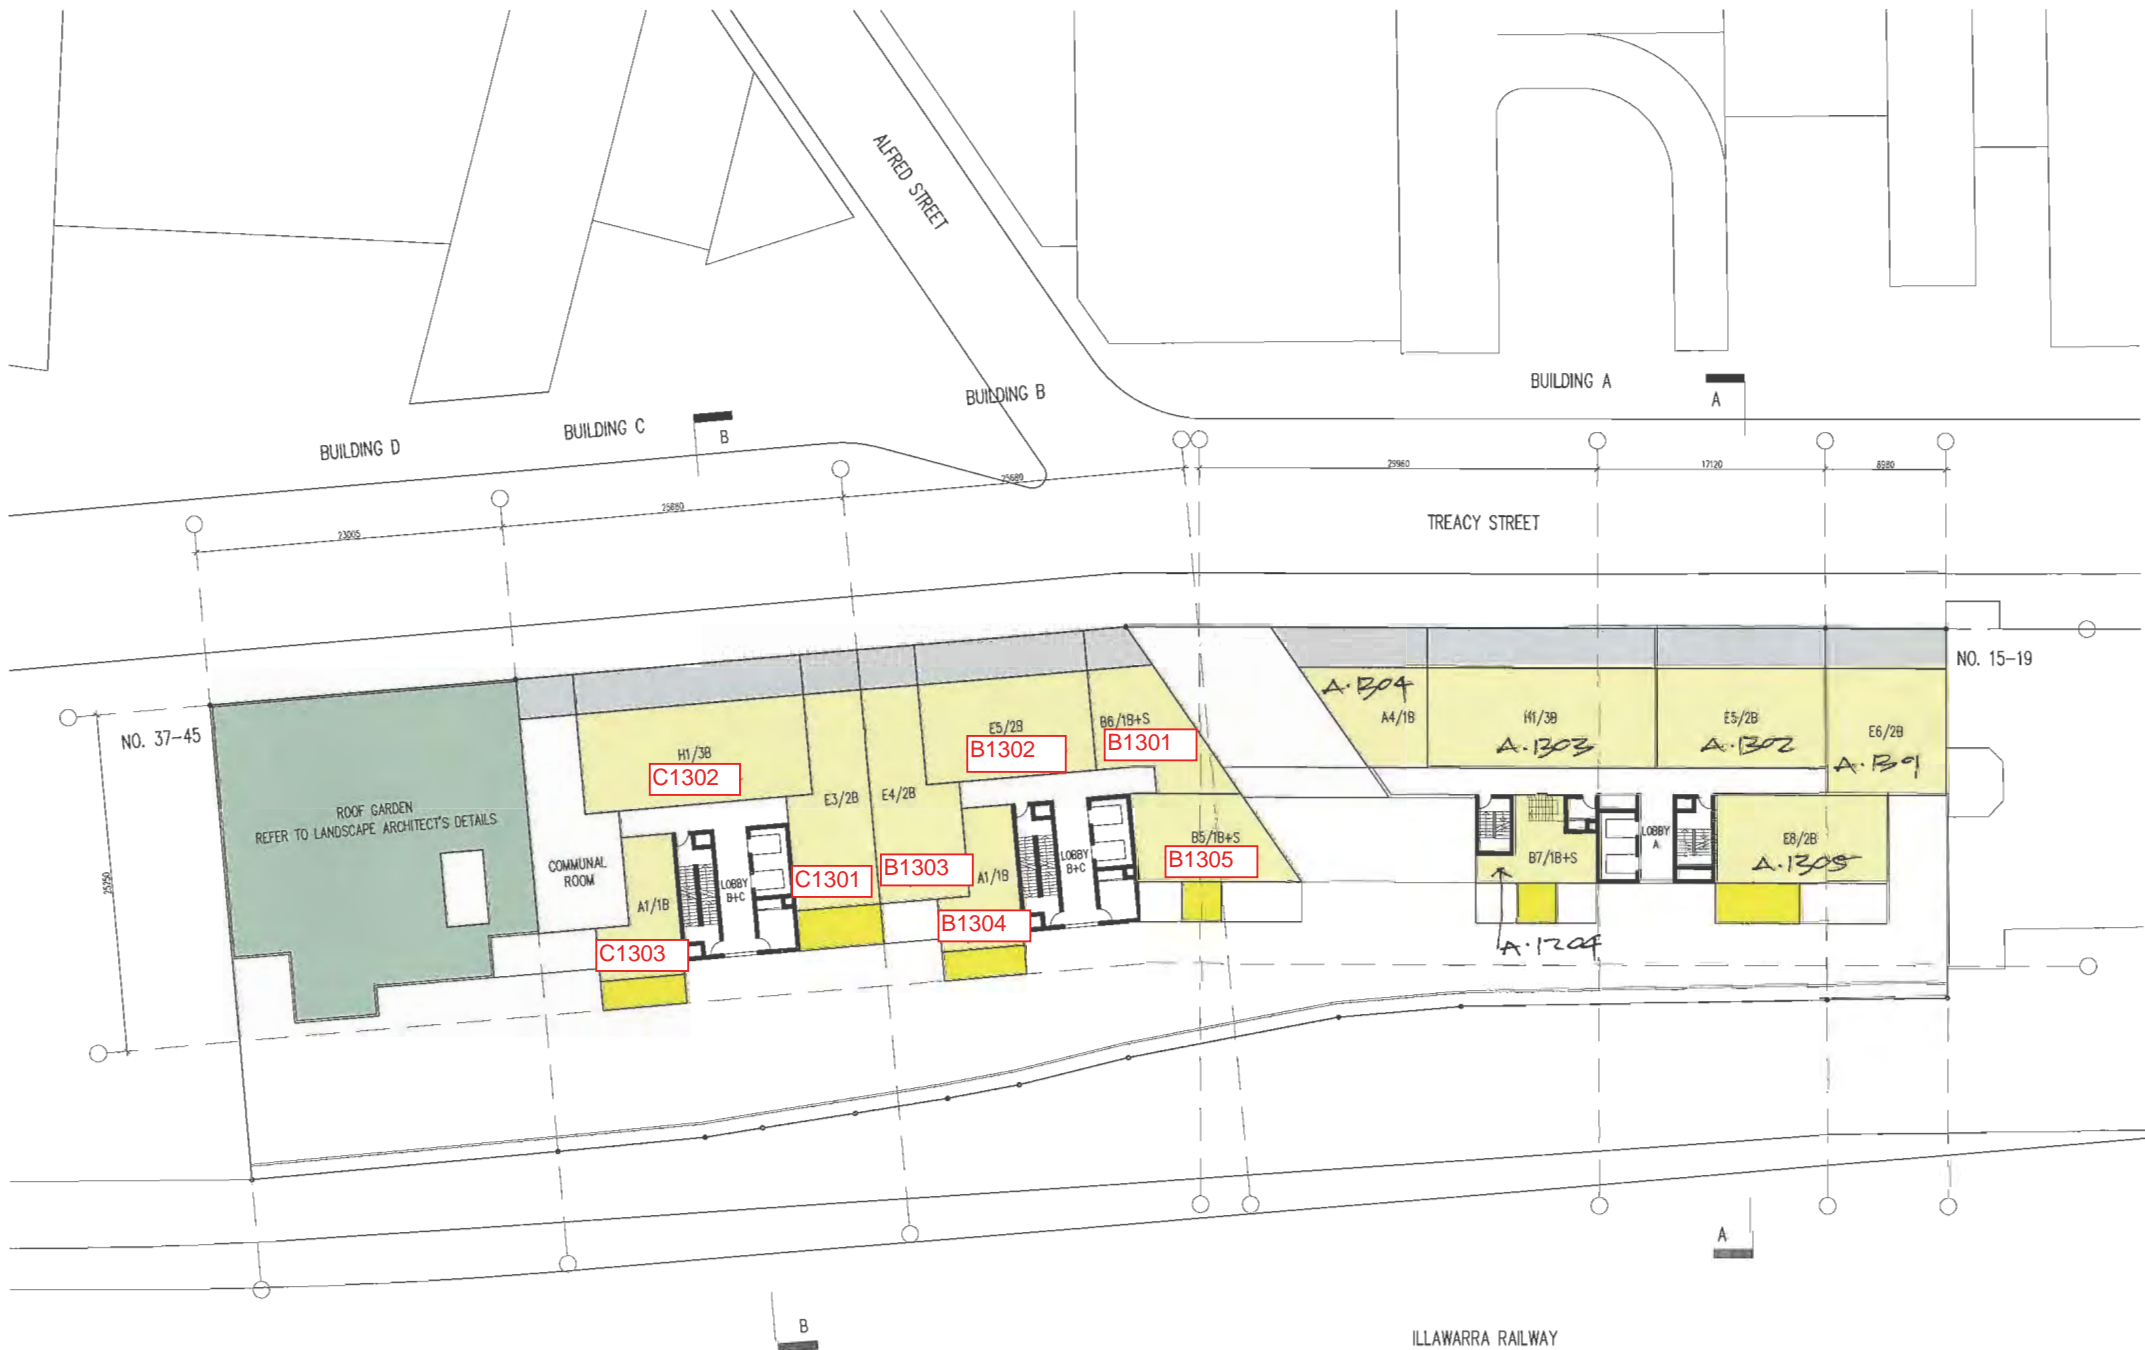 ALFRED STREET
BUILDING D
BUILDING C
B
BUILDING B
BUILDING A
A
23005
25680
25680
29960
17120
8980
TREACY STREET
NO. 37-45
25250
NO. 15-19
ROOF GARDEN
REFER TO LANDSCAPE ARCHITECT'S DETAILS
COMMUNAL
ROOM
H1/3B
C1302
A1/1B
C1303
LOBBY
B+C
E3/2B
C1301
E4/2B
B1303
E5/2B
B1302
B6/1B+S
B1301
A1/1B
B1304
LOBBY
B+C
B5/1B+S
B1305
A.1304
A4/1B
H1/3B
A.1303
E5/2B
A.1302
E6/2B
A.1301
B7/1B+S
A.1204
LOBBY
A
E8/2B
A.1305
A
B
ILLAWARRA RAILWAY